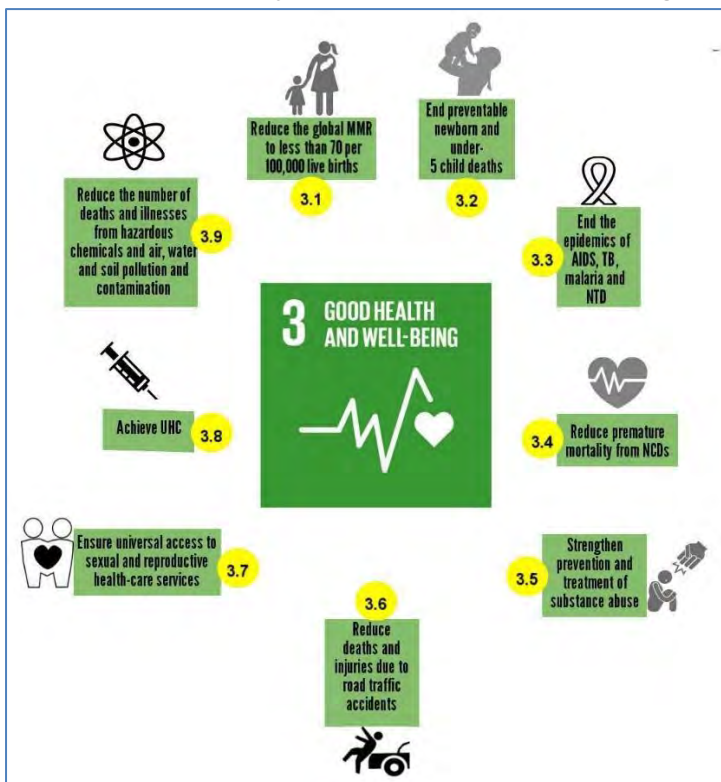 Reduce the global MMR
to less than 70 per
100,000 live births
3.1
End preventable
newborn and
under-
5 child deaths
3.2
End the
epidemics of
AIDS, TB,
malaria and
NTD
3.3
Reduce premature
mortality from NCDs
3.4
Strengthen
prevention and
treatment of
substance abuse
3.5
3.6
Reduce
deaths and
injuries due to
road traffic
accidents
Ensure universal access to
sexual and reproductive
health-care services
3.7
Achieve UHC
3.8
Reduce the number of
deaths and illnesses
from hazardous
chemicals and air, water
and soil pollution and
contamination
3.9
3 GOOD HEALTH
AND WELL-BEING